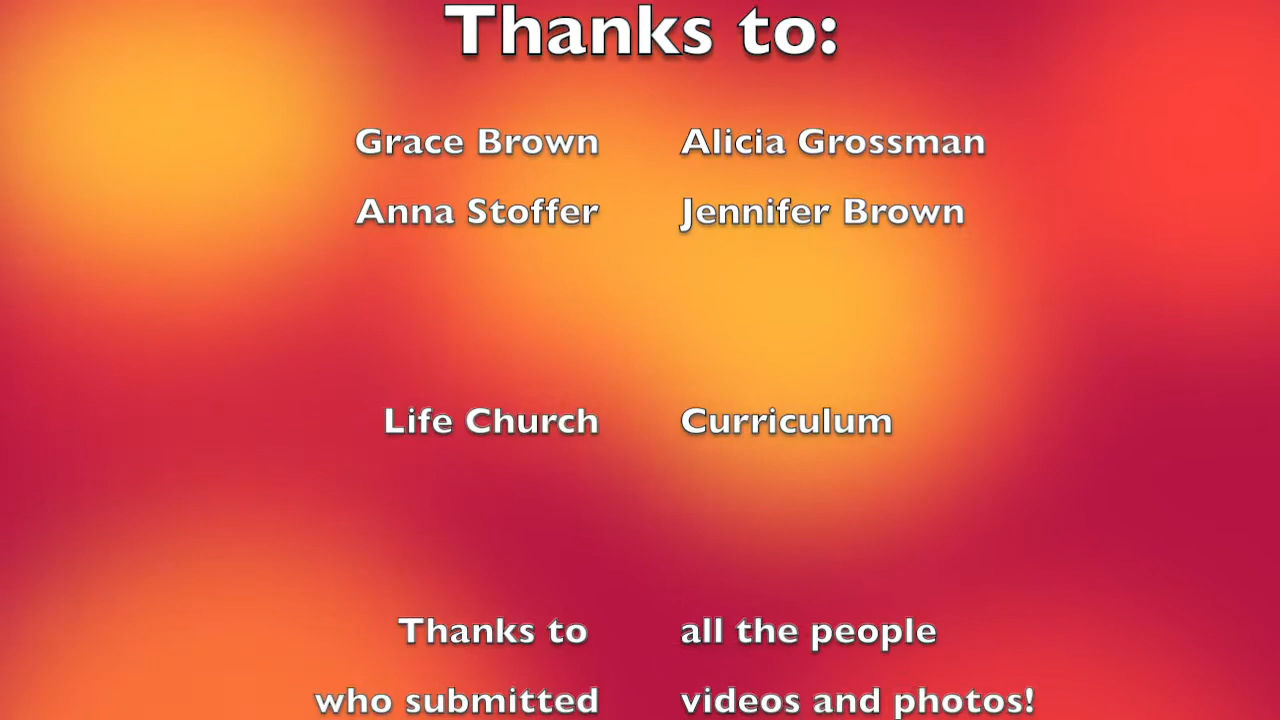 Thanks to:
Grace Brown Alicia Grossman
Anna Stoffer Jennifer Brown
Life Church Curriculum
Thanks to all the people
who submitted videos and photos!